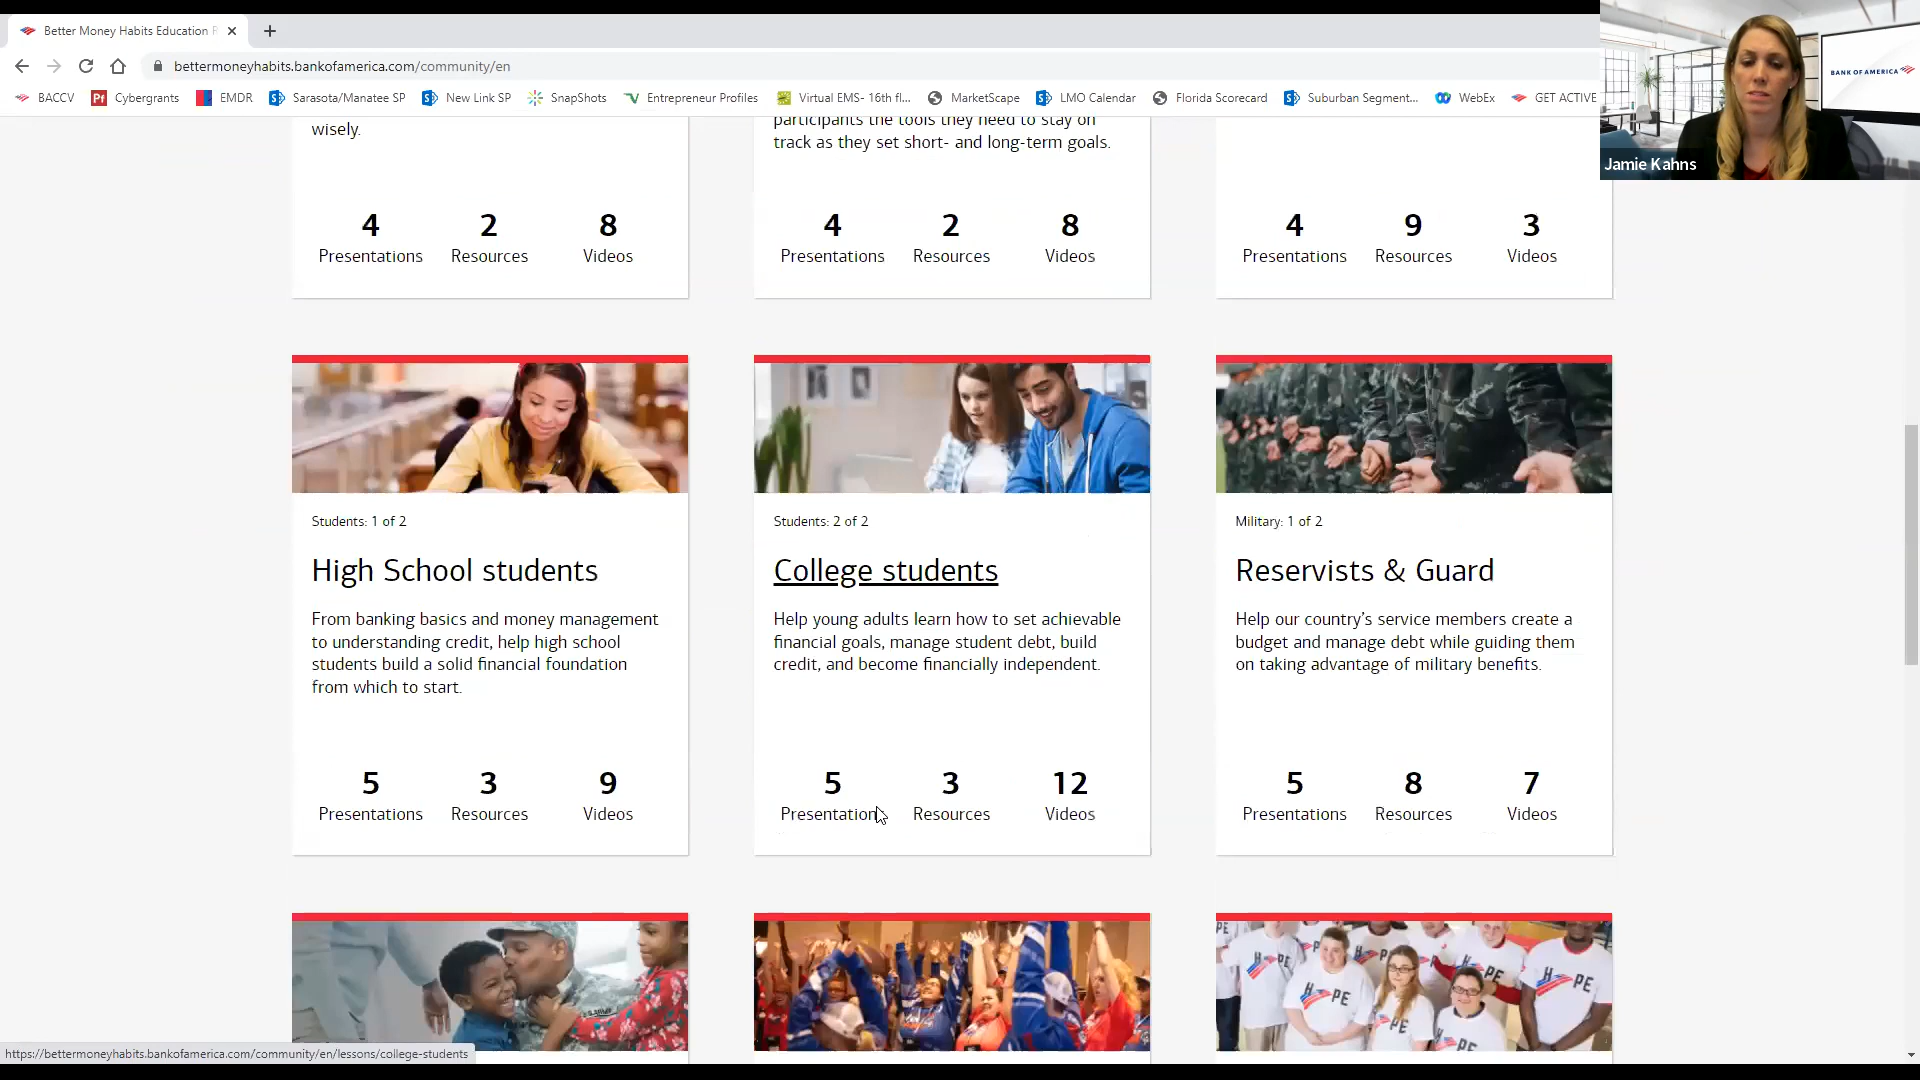 Better Money Habits Education R
bettermoneyhabits.bankofamerica.com/community/en
BACCV
Cybergrants
EMDR
Sarasota/Manatee SP
New Link SP
SnapShots
Entrepreneur Profiles
Virtual EMS- 16th fl...
MarketScape
LMO Calendar
Florida Scorecard
Suburban Segment...
WebEx
GET ACTIVE
BANK OF AMERICA
Jamie Kahns
wisely.
participants the tools they need to stay on
track as they set short- and long-term goals.
4 2 8
Presentations Resources Videos
4 2 8
Presentations Resources Videos
4 9 3
Presentations Resources Videos
Students: 1 of 2
High School students
From banking basics and money management
to understanding credit, help high school
students build a solid financial foundation
from which to start.
5 3 9
Presentations Resources Videos
Students: 2 of 2
College students
Help young adults learn how to set achievable
financial goals, manage student debt, build
credit, and become financially independent.
5 3 12
Presentations Resources Videos
Military: 1 of 2
Reservists & Guard
Help our country's service members create a
budget and manage debt while guiding them
on taking advantage of military benefits.
5 8 7
Presentations Resources Videos
U.S. ARMY
HOPE
HOPE
HOPE
HOPE
https://bettermoneyhabits.bankofamerica.com/community/en/lessons/college-students